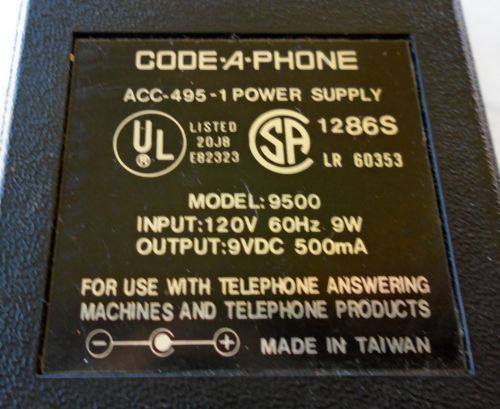 CODE-A-PHONE
ACC-495-1 POWER SUPPLY
UL ®
LISTED
20J8
E82323
SA
1286S
LR 60353
MODEL:9500
INPUT:120V 60Hz 9W
OUTPUT:9VDC 500mA
FOR USE WITH TELEPHONE ANSWERING
MACHINES AND TELEPHONE PRODUCTS
- +
MADE IN TAIWAN